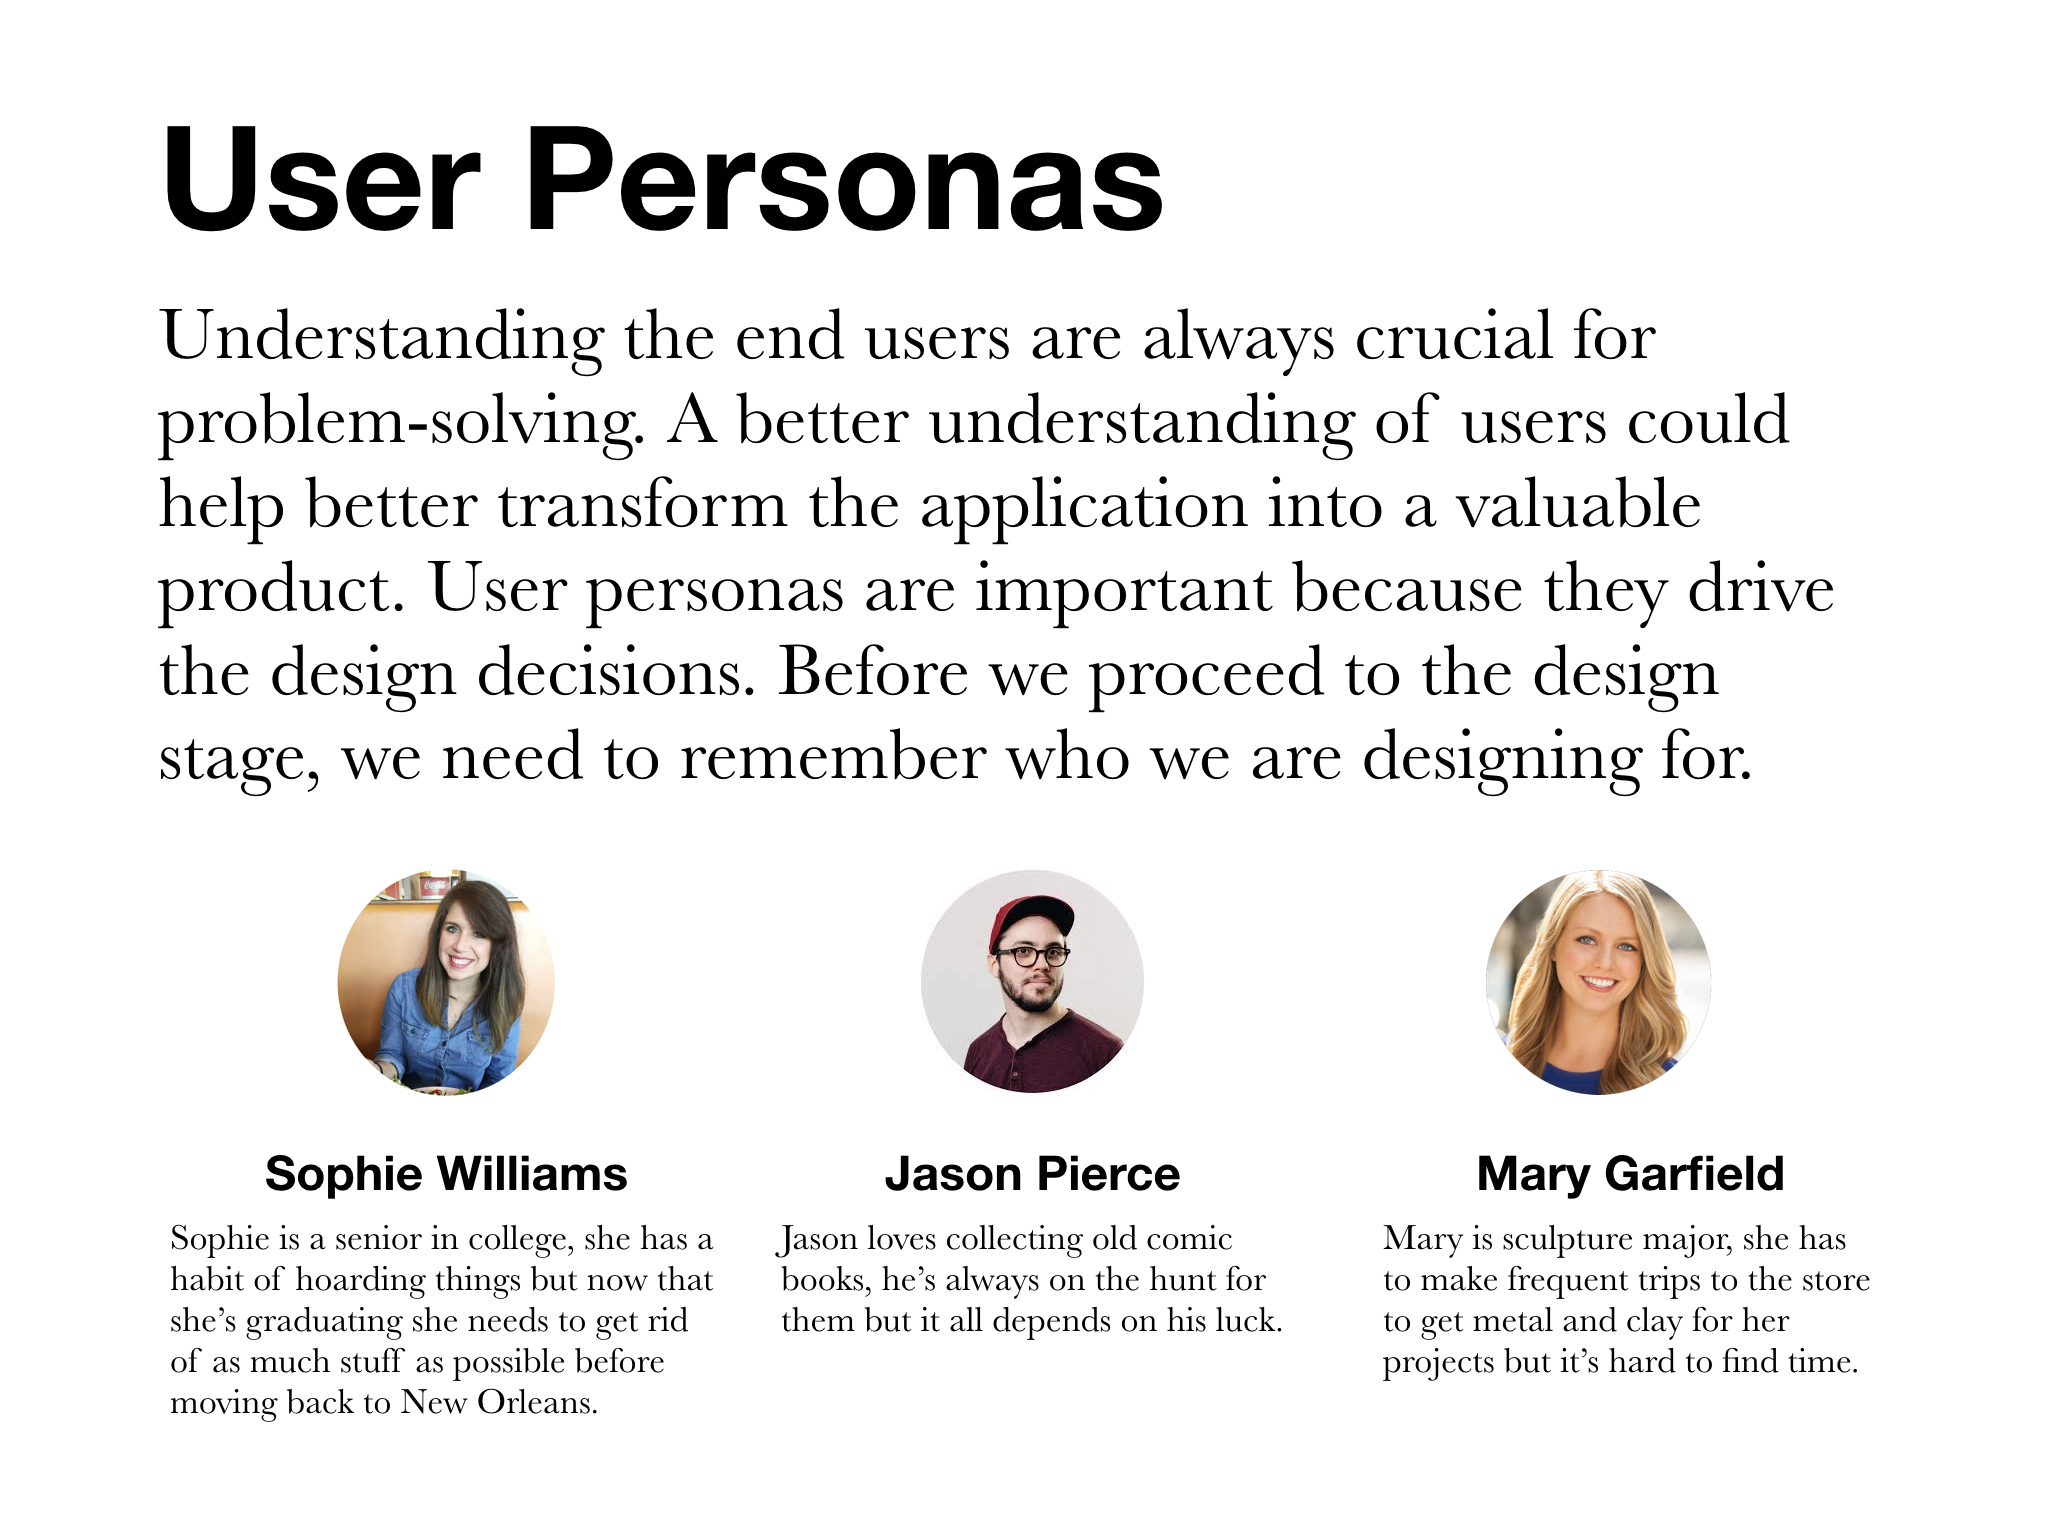 User Personas
Understanding the end users are always crucial for
problem-solving. A better understanding of users could
help better transform the application into a valuable
product. User personas are important because they drive
the design decisions. Before we proceed to the design
stage, we need to remember who we are designing for.
Coca-Cola
Sophie Williams
Sophie is a senior in college, she has a
habit of hoarding things but now that
she’s graduating she needs to get rid
of as much stuff as possible before
moving back to New Orleans.
Jason Pierce
Jason loves collecting old comic
books, he’s always on the hunt for
them but it all depends on his luck.
Mary Garfield
Mary is sculpture major, she has
to make frequent trips to the store
to get metal and clay for her
projects but it’s hard to find time.